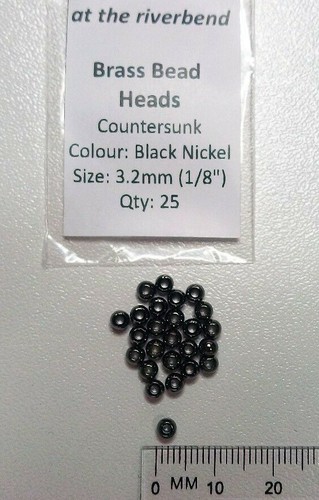 at the riverbend
Brass Bead
Heads
Countersunk
Colour: Black Nickel
Size: 3.2mm (1/8")
Qty: 25
0 MM 10 20